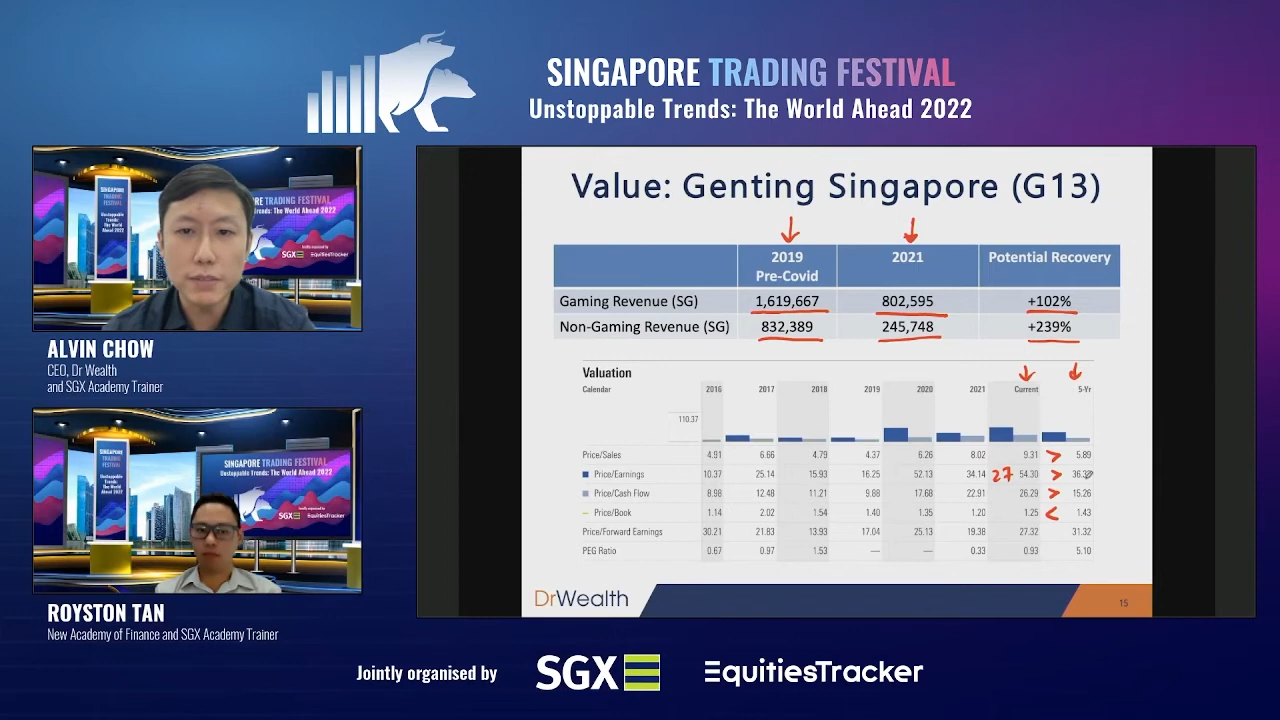 SINGAPORE TRADING FESTIVAL
Unstoppable Trends: The World Ahead 2022
ALVIN CHOW
CEO, Dr Wealth
and SGX Academy Trainer
ROYSTON TAN
New Academy of Finance and SGX Academy Trainer
Value: Genting Singapore (G13)
2019 Pre-Covid 2021 Potential Recovery
Gaming Revenue (SG) 1,619,667 802,595 +102%
Non-Gaming Revenue (SG) 832,389 245,748 +239%
Valuation
Calendar 2016 2017 2018 2019 2020 2021 Current 5-Yr
110.37
Price/Sales 4.91 6.66 4.79 4.37 6.26 8.02 9.31 > 5.89
Price/Earnings 10.37 25.14 15.93 16.25 52.13 34.14 27 54.30 >
Price/Cash Flow 8.98 12.48 11.21 9.88 17.68 22.91 26.29 > 15.26
Price/Book 1.14 2.02 1.54 1.40 1.35 1.20 1.25 < 1.43
Price/Forward Earnings 30.21 21.83 13.93 17.04 25.13 19.38 27.32 31.32
PEG Ratio 0.67 0.97 1.53 — — 0.33 0.93 5.10
DrWealth
15
Jointly organised by SGX EquitiesTracker